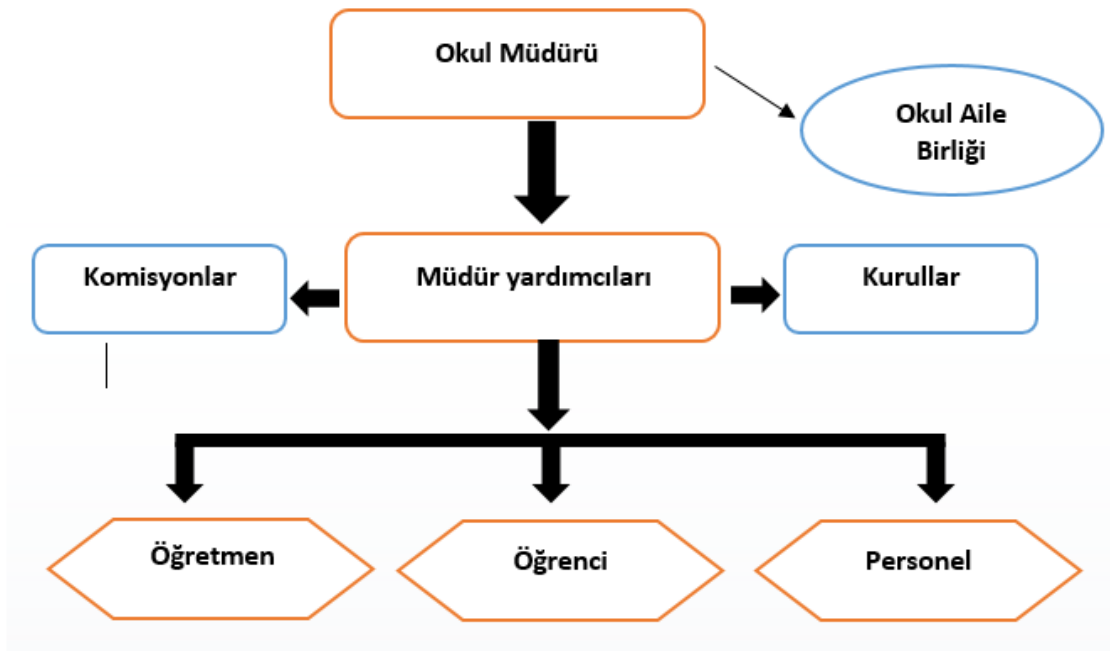 Okul Müdürü
Okul Aile
Birliği
Komisyonlar
Müdür yardımcıları
Kurullar
Öğretmen
Öğrenci
Personel